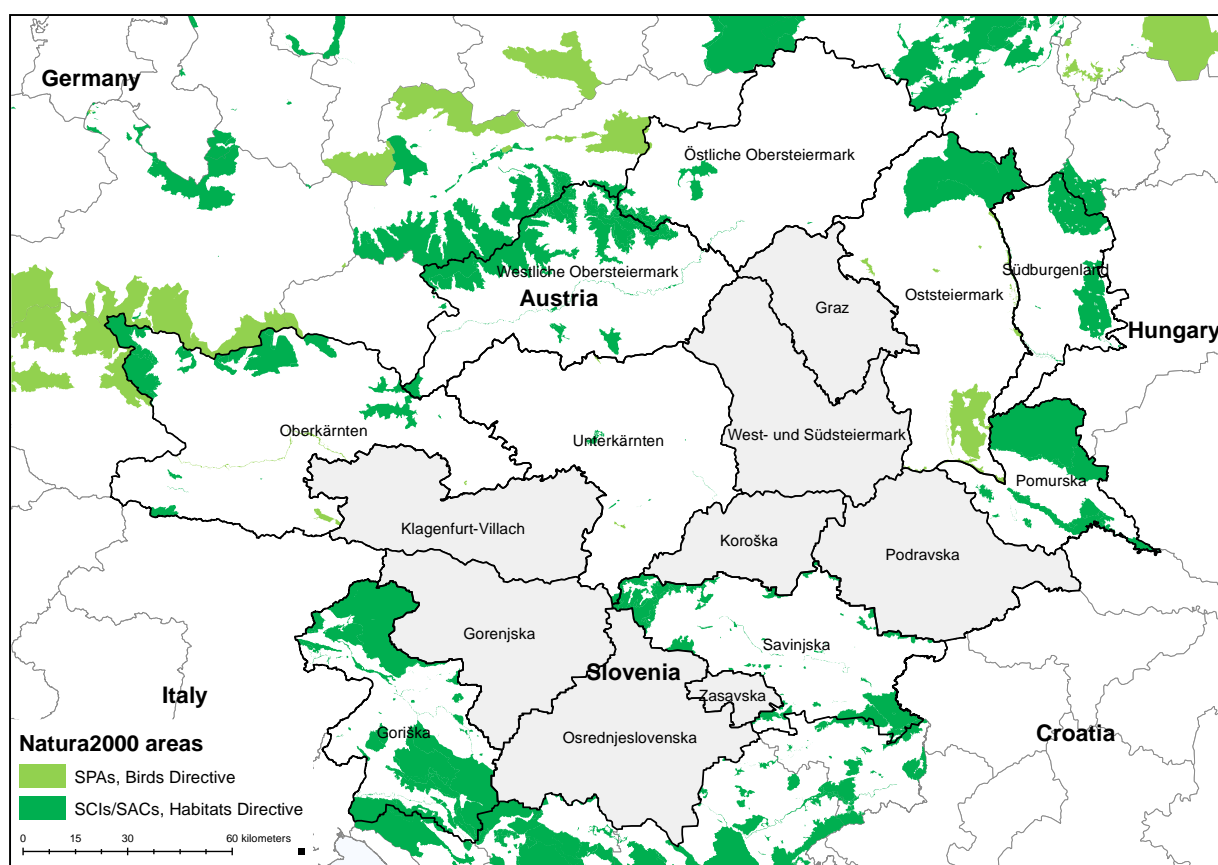 Germany
Östliche Obersteiermark
Westliche Obersteiermark
Südburgenland
Austria
Graz
Oststeiermark
Hungary
Oberkärnten
Unterkärnten
West- und Südsteiermark
Pomurska
Klagenfurt-Villach
Koroška
Podravska
Gorenjska
Savinjska
Slovenia
Italy
Zasavska
Goriška
Osrednjeslovenska
Croatia
Natura2000 areas
SPAs, Birds Directive
SCIs/SACs, Habitats Directive
0 15 30 60 kilometers